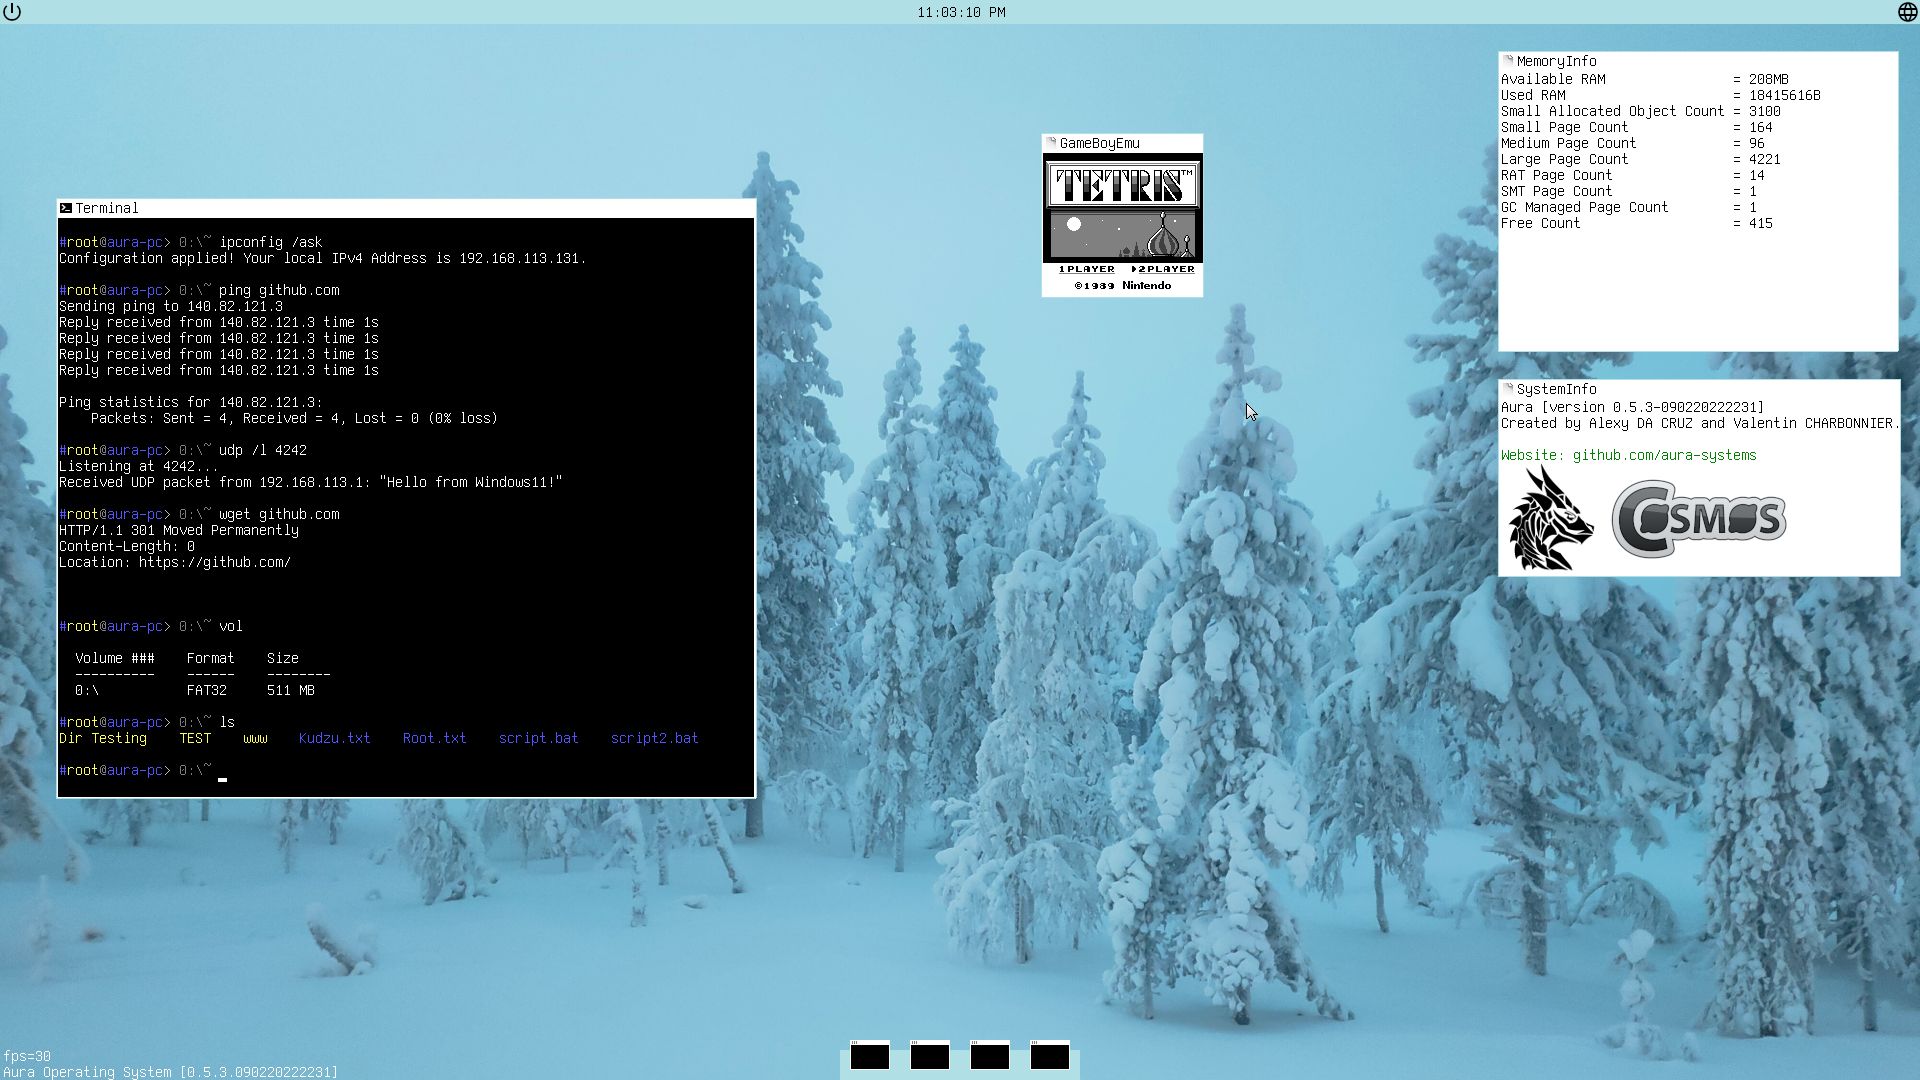 11:03:10 PM
Terminal
#root@aura-pc> 0:\~ ipconfig /ask
Configuration applied! Your local IPv4 Address is 192.168.113.131.
#root@aura-pc> 0:\~ ping github.com
Sending ping to 140.82.121.3
Reply received from 140.82.121.3 time 1s
Reply received from 140.82.121.3 time 1s
Reply received from 140.82.121.3 time 1s
Reply received from 140.82.121.3 time 1s
Ping statistics for 140.82.121.3:
Packets: Sent = 4, Received = 4, Lost = 0 (0% loss)
#root@aura-pc> 0:\~ udp /l 4242
Listening at 4242...
Received UDP packet from 192.168.113.1: "Hello from Windows11!"
#root@aura-pc> 0:\~ wget github.com
HTTP/1.1 301 Moved Permanently
Content-Length: 0
Location: https://github.com/
#root@aura-pc> 0:\~ vol
Volume ### Format Size
---------- ------ --------
0:\ FAT32 511 MB
#root@aura-pc> 0:\~ ls
Dir Testing TEST www Kudzu.txt Root.txt script.bat script2.bat
#root@aura-pc> 0:\~ _
GameBoyEmu
TETRIS™
1PLAYER 2PLAYER
©1989 Nintendo
MemoryInfo
Available RAM = 208MB
Used RAM = 18415616B
Small Allocated Object Count = 3100
Small Page Count = 164
Medium Page Count = 96
Large Page Count = 4221
RAT Page Count = 14
SMT Page Count = 1
GC Managed Page Count = 1
Free Count = 415
SystemInfo
Aura [version 0.5.3-090220222231]
Created by Alexy DA CRUZ and Valentin CHARBONNIER.
Website: github.com/aura-systems
COSMOS
fps=30
Aura Operating System [0.5.3.090220222231]